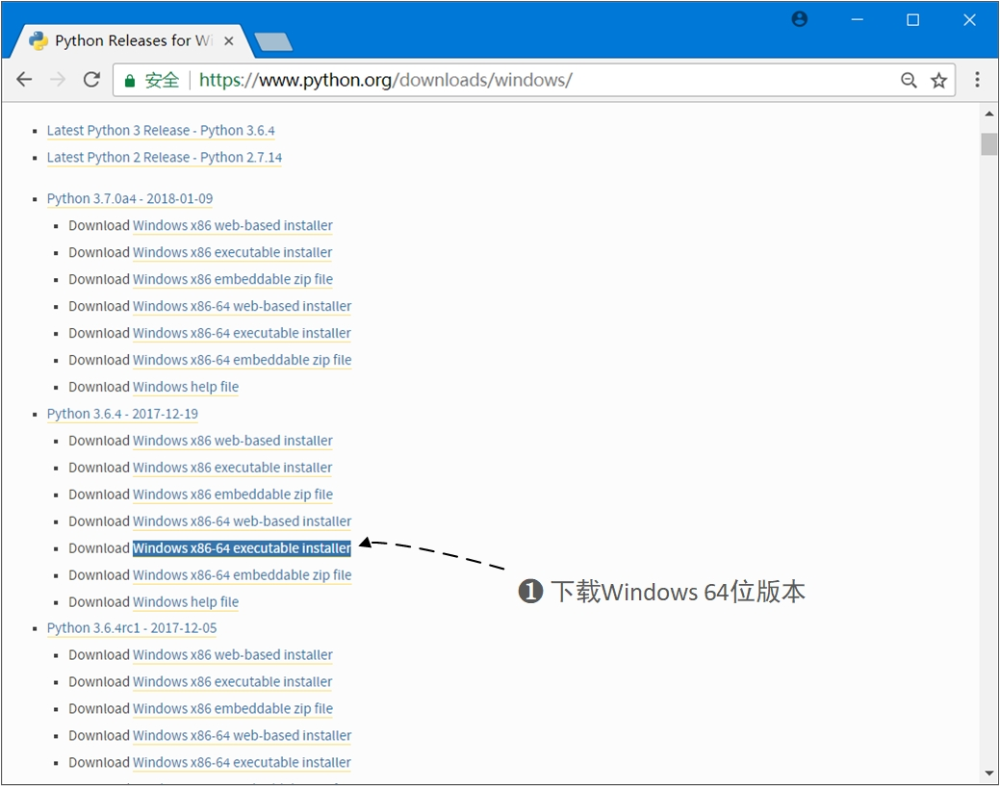 Python Releases for Wi
安全 https://www.python.org/downloads/windows/
Latest Python 3 Release - Python 3.6.4
Latest Python 2 Release - Python 2.7.14
Python 3.7.0a4 - 2018-01-09
Download Windows x86 web-based installer
Download Windows x86 executable installer
Download Windows x86 embeddable zip file
Download Windows x86-64 web-based installer
Download Windows x86-64 executable installer
Download Windows x86-64 embeddable zip file
Download Windows help file
Python 3.6.4 - 2017-12-19
Download Windows x86 web-based installer
Download Windows x86 executable installer
Download Windows x86 embeddable zip file
Download Windows x86-64 web-based installer
Download Windows x86-64 executable installer
❶ 下载Windows 64位版本
Download Windows x86-64 embeddable zip file
Download Windows help file
Python 3.6.4rc1 - 2017-12-05
Download Windows x86 web-based installer
Download Windows x86 executable installer
Download Windows x86 embeddable zip file
Download Windows x86-64 web-based installer
Download Windows x86-64 executable installer